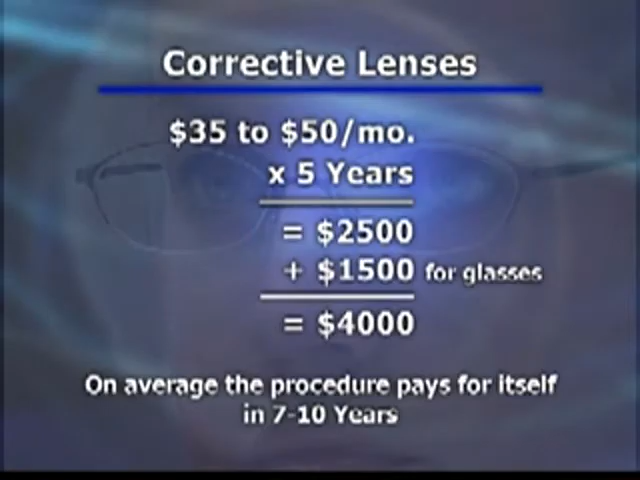 Corrective Lenses
$35 to $50/mo.
x 5 Years
= $2500
+ $1500 for glasses
= $4000
On average the procedure pays for itself
in 7-10 Years